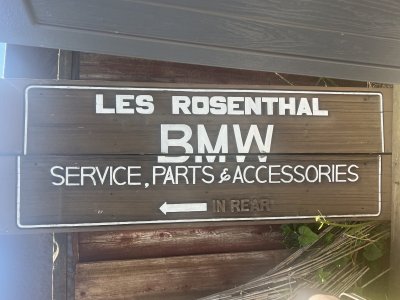 LES ROSENTHAL
BMW
SERVICE, PARTS & ACCESSORIES
IN REAR